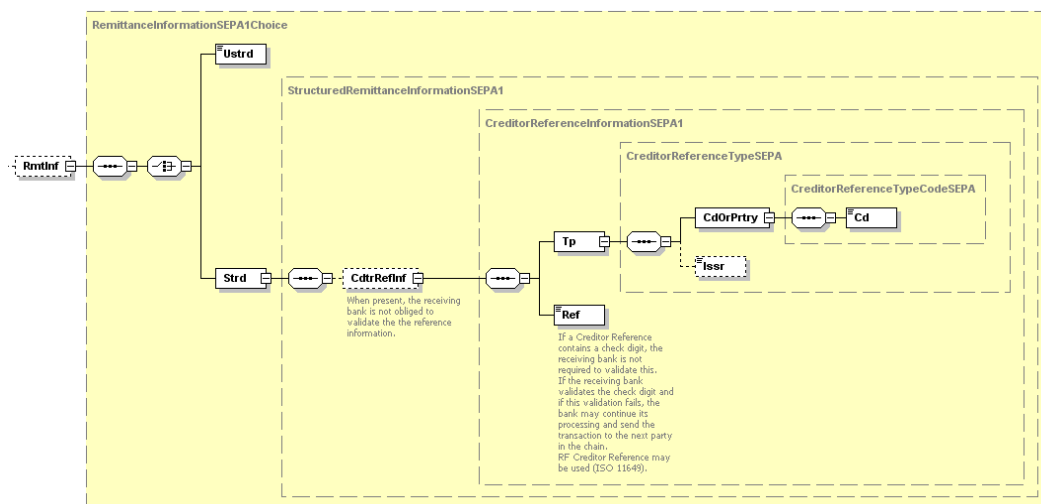 RemittanceInformationSEPA1Choice
Ustrd
StructuredRemittanceInformationSEPA1
CreditorReferenceInformationSEPA1
CreditorReferenceTypeSEPA
RmtInf
CreditorReferenceTypeCodeSEPA
CdOrPrtry
Cd
Tp
Issr
Strd
CdtrRefInf
When present, the receiving
bank is not obliged to
validate the the reference
information.
Ref
If a Creditor Reference
contains a check digit, the
receiving bank is not
required to validate this.
If the receiving bank
validates the check digit and
if this validation fails, the
bank may continue its
processing and send the
transaction to the next party
in the chain.
RF Creditor Reference may
be used (ISO 11649).